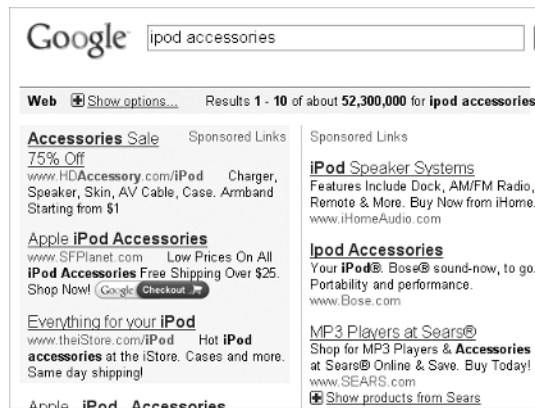 Google
ipod accessories
Web Show options... Results 1 - 10 of about 52,300,000 for ipod accessories
Accessories Sale Sponsored Links
75% Off
www.HDAccessory.com/iPod Charger,
Speaker, Skin, AV Cable, Case. Armband
Starting from $1
Apple iPod Accessories
www.SFPlanet.com Low Prices On All
iPod Accessories Free Shipping Over $25.
Shop Now! Google Checkout
Everything for your iPod
www.theiStore.com/iPod Hot iPod
accessories at the iStore. Cases and more.
Same day shipping!
Apple iPod Accessories
Sponsored Links
iPod Speaker Systems
Features Include Dock, AM/FM Radio,
Remote & More. Buy Now from iHome.
www.iHomeAudio.com
Ipod Accessories
Your iPod®. Bose® sound-now, to go.
Portability and performance.
www.Bose.com
MP3 Players at Sears®
Shop for MP3 Players & Accessories
at Sears® Online & Save. Buy Today!
www.SEARS.com
Show products from Sears